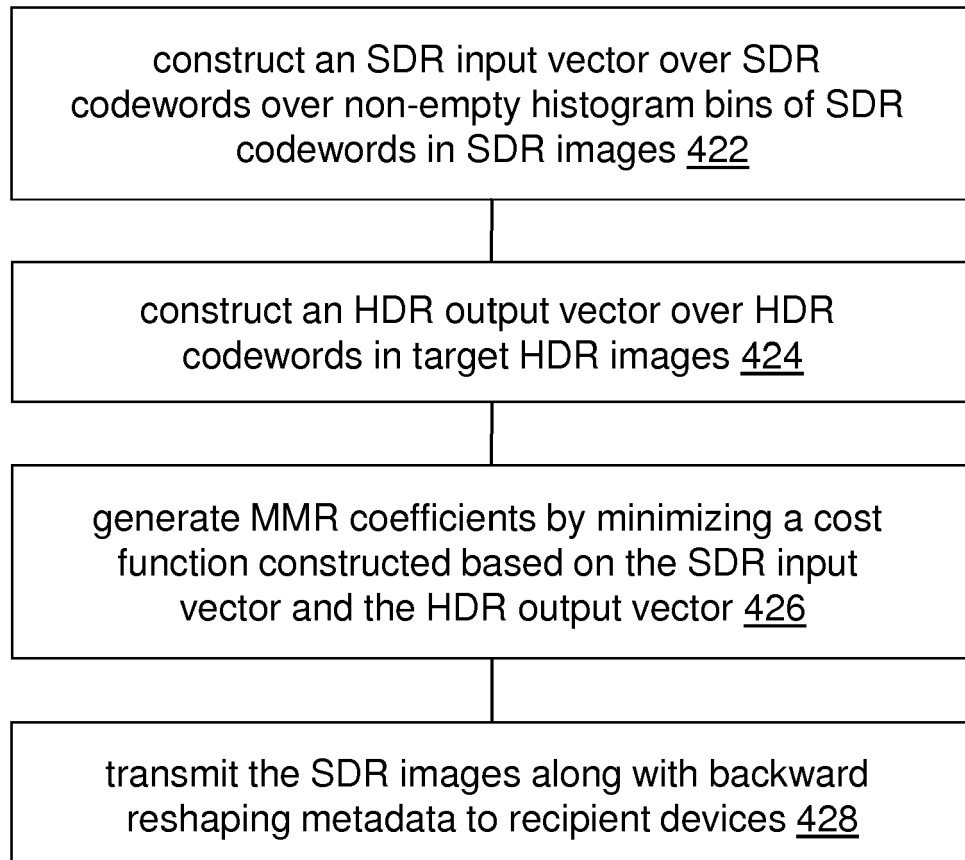 construct an SDR input vector over SDR
codewords over non-empty histogram bins of SDR
codewords in SDR images 422
construct an HDR output vector over HDR
codewords in target HDR images 424
generate MMR coefficients by minimizing a cost
function constructed based on the SDR input
vector and the HDR output vector 426
transmit the SDR images along with backward
reshaping metadata to recipient devices 428